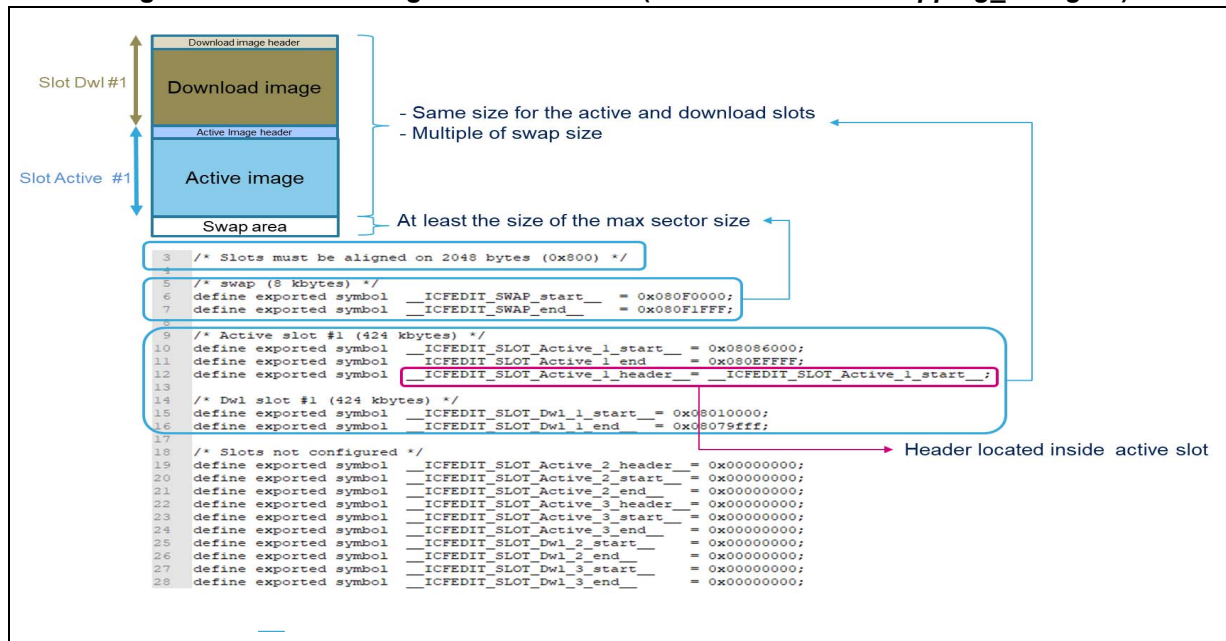 Download image header
Slot Dwl #1
Download image
- Same size for the active and download slots
- Multiple of swap size
Active Image header
Slot Active #1
Active image
Swap area
At least the size of the max sector size
3 /* Slots must be aligned on 2048 bytes (0x800) */
4
5 /* swap (8 kbytes) */
6 define exported symbol __ICFEDIT_SWAP_start__ = 0x080F0000;
7 define exported symbol __ICFEDIT_SWAP_end__ = 0x080F1FFF;
8
9 /* Active slot #1 (424 kbytes) */
10 define exported symbol __ICFEDIT_SLOT_Active_1_start__ = 0x08086000;
11 define exported symbol __ICFEDIT_SLOT_Active_1_end__ = 0x080EFFFF;
12 define exported symbol __ICFEDIT_SLOT_Active_1_header__= __ICFEDIT_SLOT_Active_1_start__;
13
14 /* Dwl slot #1 (424 kbytes) */
15 define exported symbol __ICFEDIT_SLOT_Dwl_1_start__= 0x08010000;
16 define exported symbol __ICFEDIT_SLOT_Dwl_1_end__ = 0x08079fff;
17
Header located inside active slot
18 /* Slots not configured */
19 define exported symbol __ICFEDIT_SLOT_Active_2_header__= 0x00000000;
20 define exported symbol __ICFEDIT_SLOT_Active_2_start__ = 0x00000000;
21 define exported symbol __ICFEDIT_SLOT_Active_2_end__ = 0x00000000;
22 define exported symbol __ICFEDIT_SLOT_Active_3_header__= 0x00000000;
23 define exported symbol __ICFEDIT_SLOT_Active_3_start__ = 0x00000000;
24 define exported symbol __ICFEDIT_SLOT_Active_3_end__ = 0x00000000;
25 define exported symbol __ICFEDIT_SLOT_Dwl_2_start__ = 0x00000000;
26 define exported symbol __ICFEDIT_SLOT_Dwl_2_end__ = 0x00000000;
27 define exported symbol __ICFEDIT_SLOT_Dwl_3_start__ = 0x00000000;
28 define exported symbol __ICFEDIT_SLOT_Dwl_3_end__ = 0x00000000;